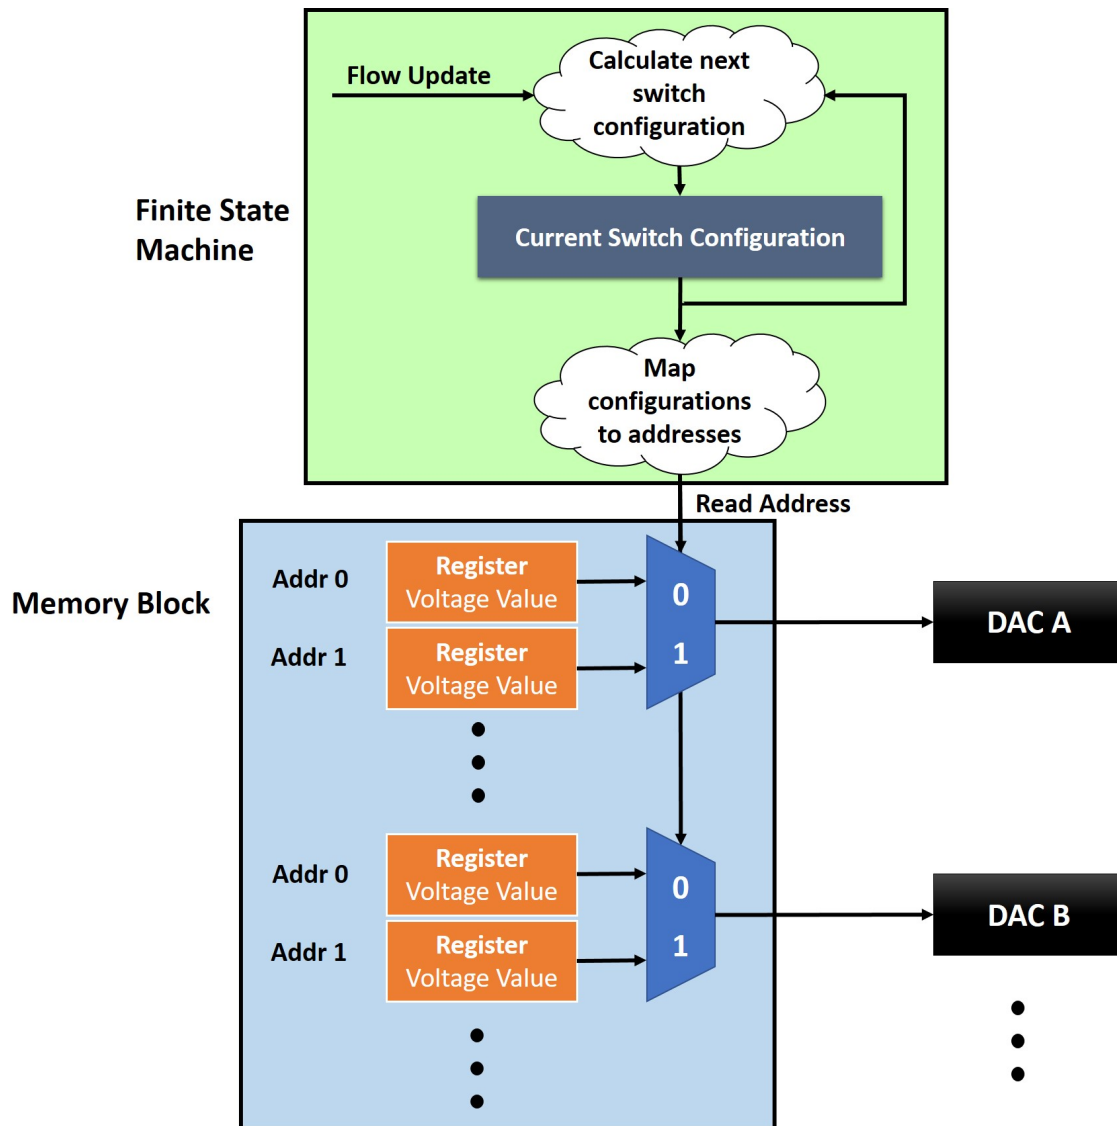 Flow Update
Calculate next
switch
configuration
Finite State
Machine
Current Switch Configuration
Map
configurations
to addresses
Read Address
Memory Block
Addr 0
Register
Voltage Value
0
Addr 1
Register
Voltage Value
1
DAC A
Addr 0
Register
Voltage Value
0
Addr 1
Register
Voltage Value
1
DAC B